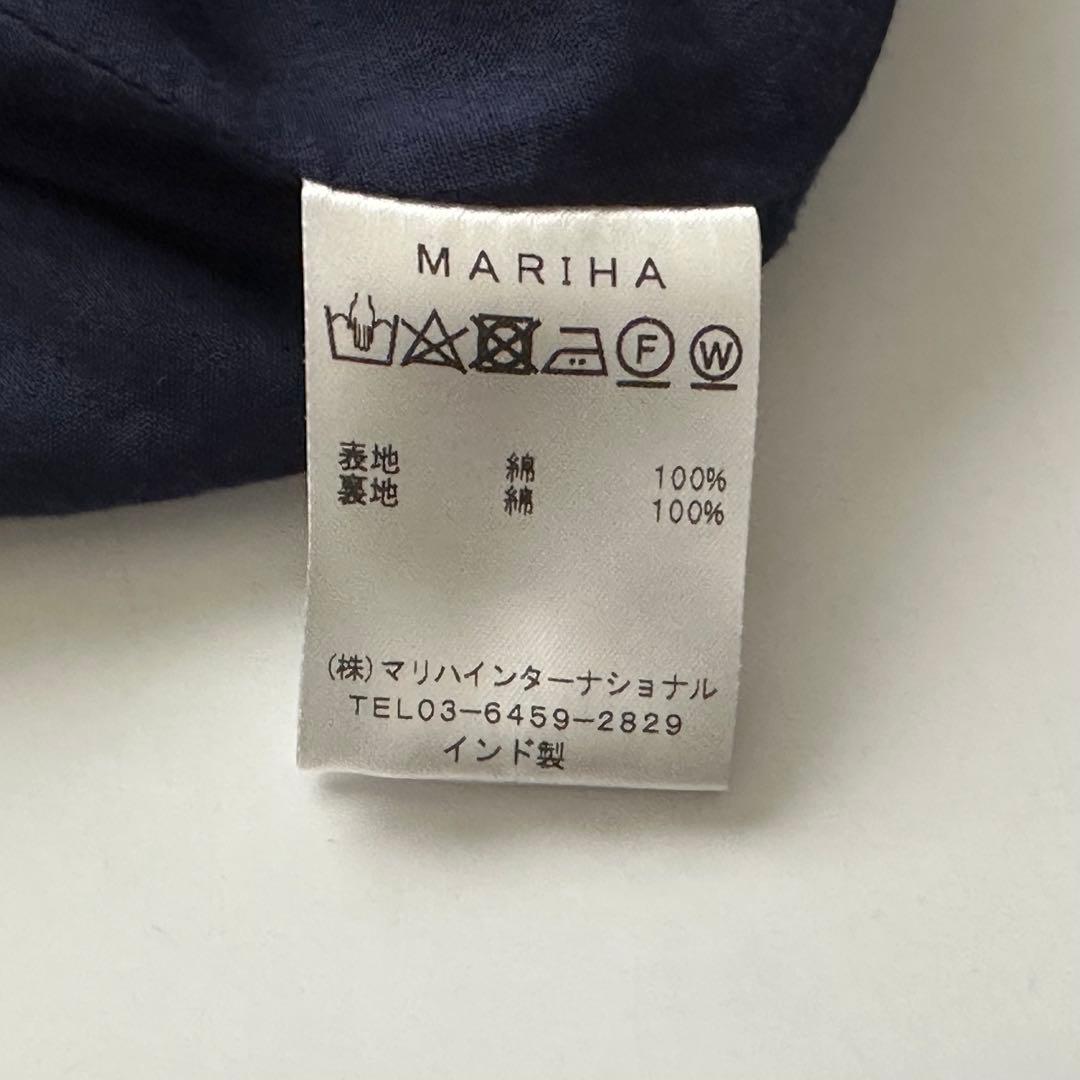 MARIHA
F W
表地 綿 100%
裏地 綿 100%
(株)マリハインターナショナル
TEL03-6459-2829
インド製